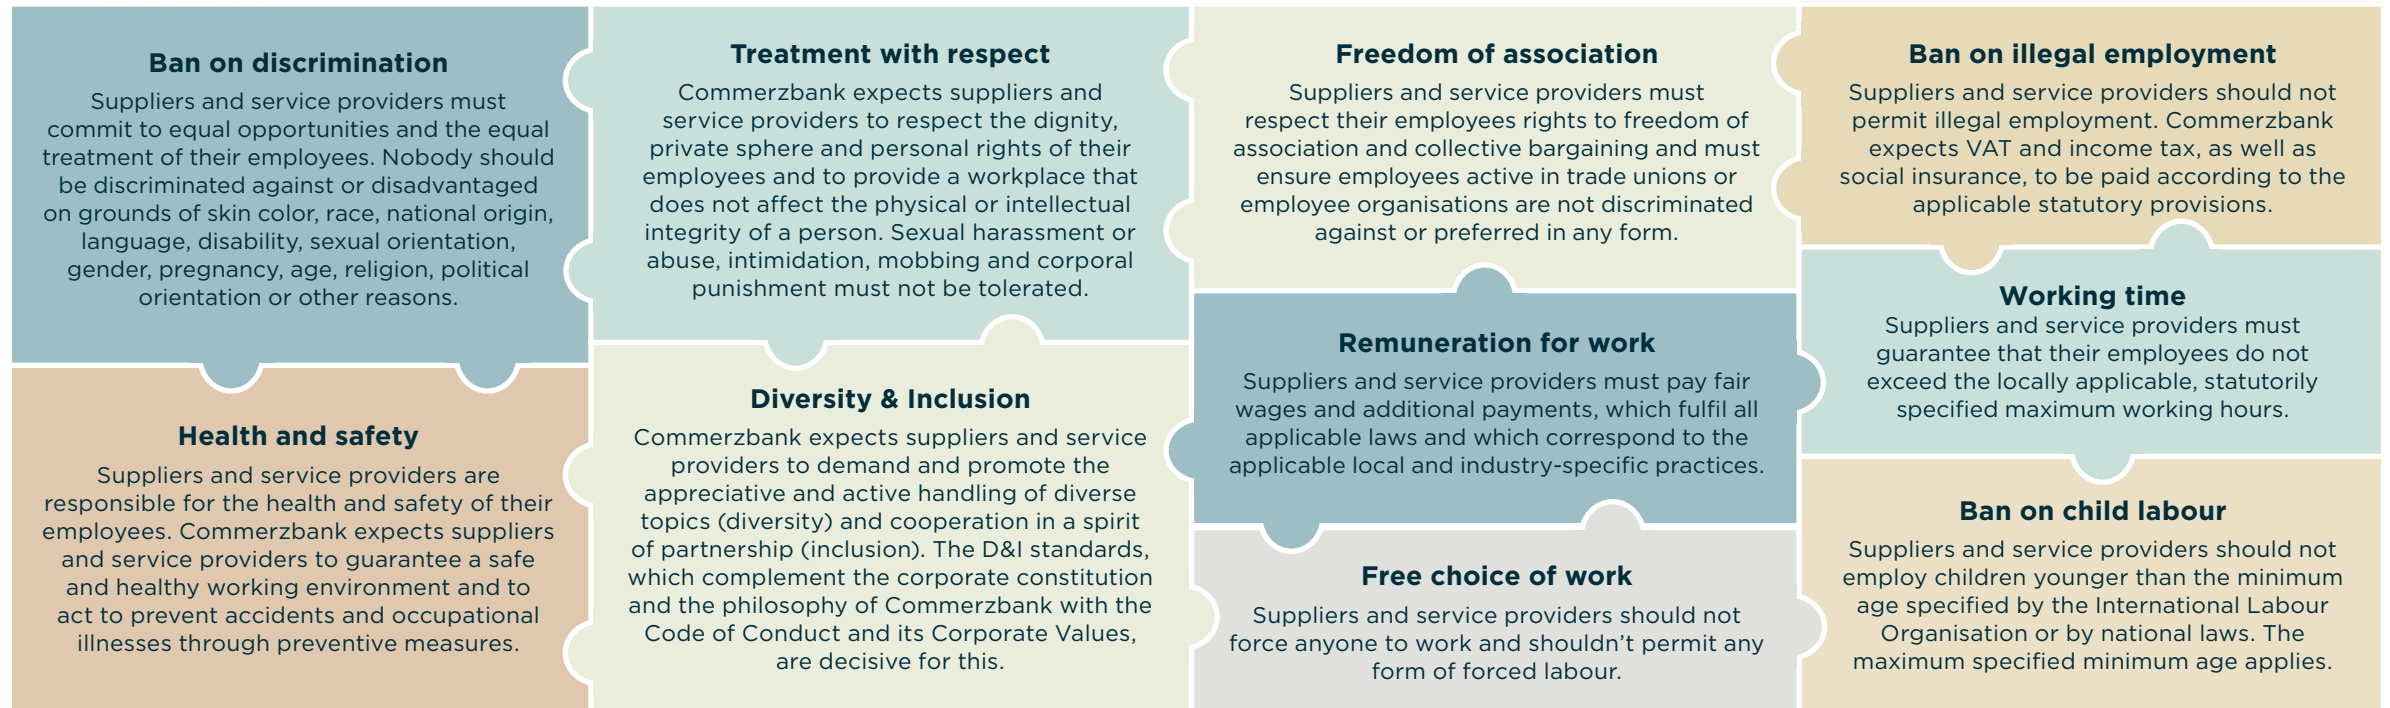 Ban on discrimination
Suppliers and service providers must
commit to equal opportunities and the equal
treatment of their employees. Nobody should
be discriminated against or disadvantaged
on grounds of skin color, race, national origin,
language, disability, sexual orientation,
gender, pregnancy, age, religion, political
orientation or other reasons.
Health and safety
Suppliers and service providers are
responsible for the health and safety of their
employees. Commerzbank expects suppliers
and service providers to guarantee a safe
and healthy working environment and to
act to prevent accidents and occupational
illnesses through preventive measures.
Treatment with respect
Commerzbank expects suppliers and
service providers to respect the dignity,
private sphere and personal rights of their
employees and to provide a workplace that
does not affect the physical or intellectual
integrity of a person. Sexual harassment or
abuse, intimidation, mobbing and corporal
punishment must not be tolerated.
Diversity & Inclusion
Commerzbank expects suppliers and service
providers to demand and promote the
appreciative and active handling of diverse
topics (diversity) and cooperation in a spirit
of partnership (inclusion). The D&I standards,
which complement the corporate constitution
and the philosophy of Commerzbank with the
Code of Conduct and its Corporate Values,
are decisive for this.
Freedom of association
Suppliers and service providers must
respect their employees rights to freedom of
association and collective bargaining and must
ensure employees active in trade unions or
employee organisations are not discriminated
against or preferred in any form.
Remuneration for work
Suppliers and service providers must pay fair
wages and additional payments, which fulfil all
applicable laws and which correspond to the
applicable local and industry-specific practices.
Free choice of work
Suppliers and service providers should not
force anyone to work and shouldn't permit any
form of forced labour.
Ban on illegal employment
Suppliers and service providers should not
permit illegal employment. Commerzbank
expects VAT and income tax, as well as
social insurance, to be paid according to the
applicable statutory provisions.
Working time
Suppliers and service providers must
guarantee that their employees do not
exceed the locally applicable, statutorily
specified maximum working hours.
Ban on child labour
Suppliers and service providers should not
employ children younger than the minimum
age specified by the International Labour
Organisation or by national laws. The
maximum specified minimum age applies.